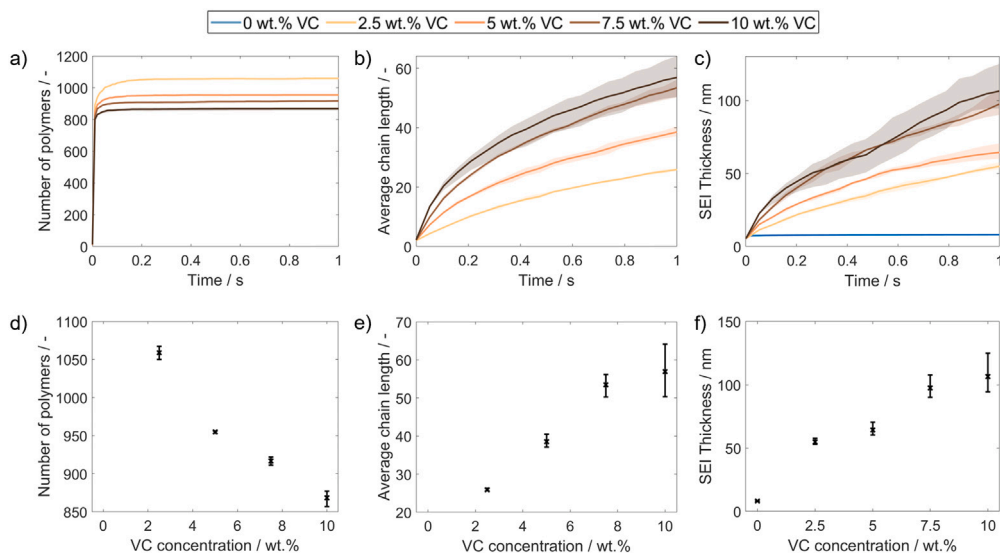 0 wt.% VC 2.5 wt.% VC 5 wt.% VC 7.5 wt.% VC 10 wt.% VC
a)
Number of polymers / -
1200
1000
800
600
400
200
0
0 0.2 0.4 0.6 0.8 1
Time / s
b)
Average chain length / -
60
40
20
0
0 0.2 0.4 0.6 0.8 1
Time / s
c)
SEI Thickness / nm
100
50
0
0 0.2 0.4 0.6 0.8 1
Time / s
d)
Number of polymers / -
1100
1050
950
900
850
0 2 4 6 8 10
VC concentration / wt.%
e)
Average chain length / -
70
60
50
40
30
20
0 2 4 6 8 10
VC concentration / wt.%
f)
SEI Thickness / nm
150
100
50
0
0 2.5 5 7.5 10
VC concentration / wt.%